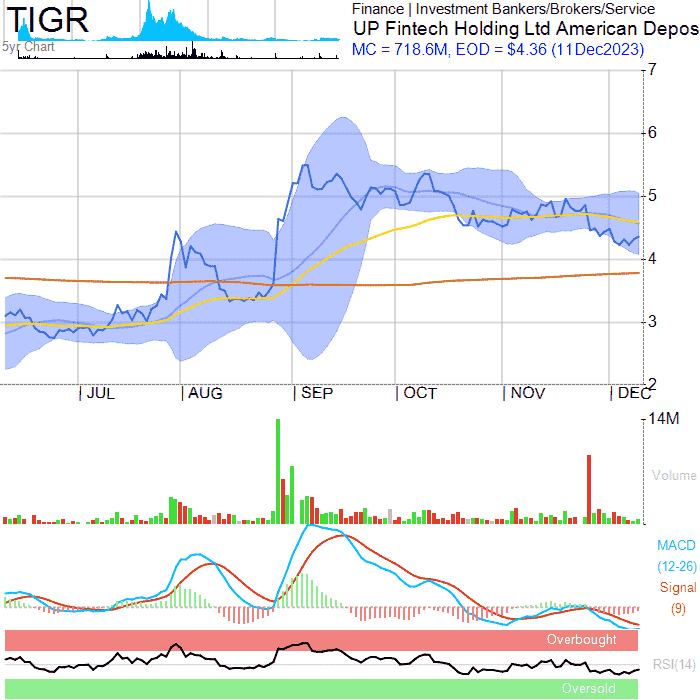 TIGR
5yr Chart
Finance | Investment Bankers/Brokers/Service
UP Fintech Holding Ltd American Depos
MC = 718.6M, EOD = $4.36 (11Dec2023)
7
6
5
4
3
2
JUL
AUG
SEP
OCT
NOV
DEC
14M
Volume
MACD
(12-26)
Signal
(9)
Overbought
RSI(14)
Oversold